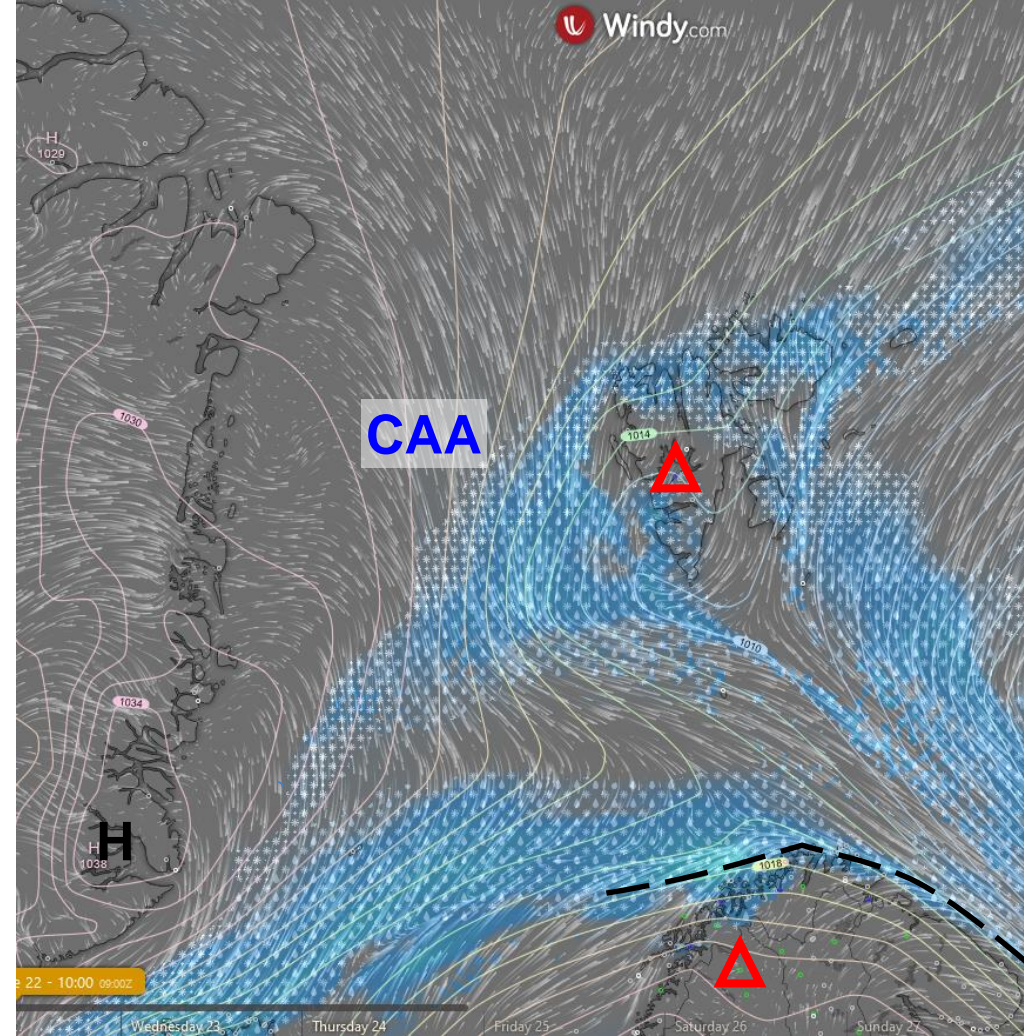 Windy.com
H
1029
1030
CAA
1014
1010
1034
H
H
1038
1018
e 22 - 10:00 09:00Z
Wednesday 23
Thursday 24
Friday 25
Saturday 26
Sunday 27